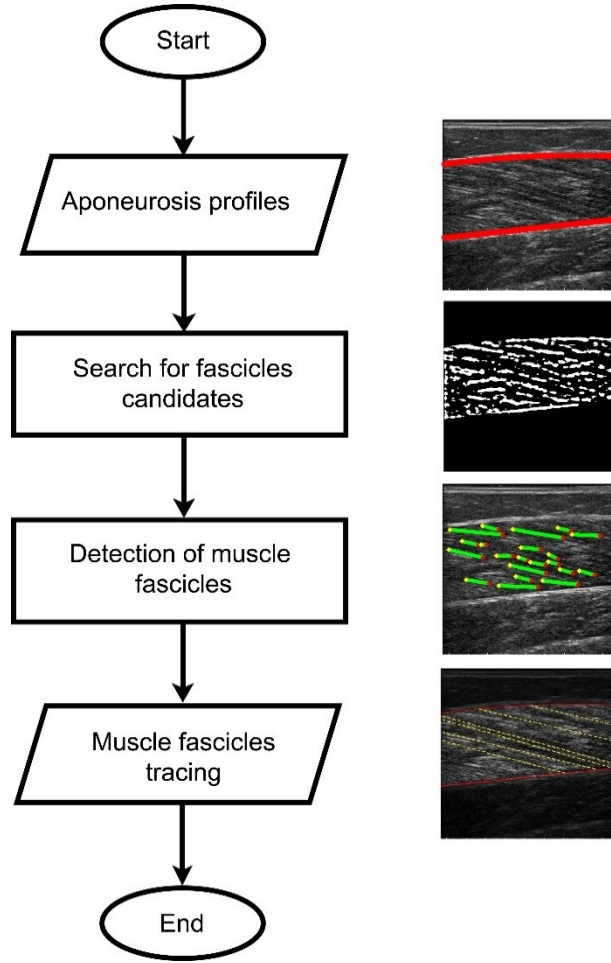 Start
Aponeurosis profiles
Search for fascicles
candidates
Detection of muscle
fascicles
Muscle fascicles
tracing
End